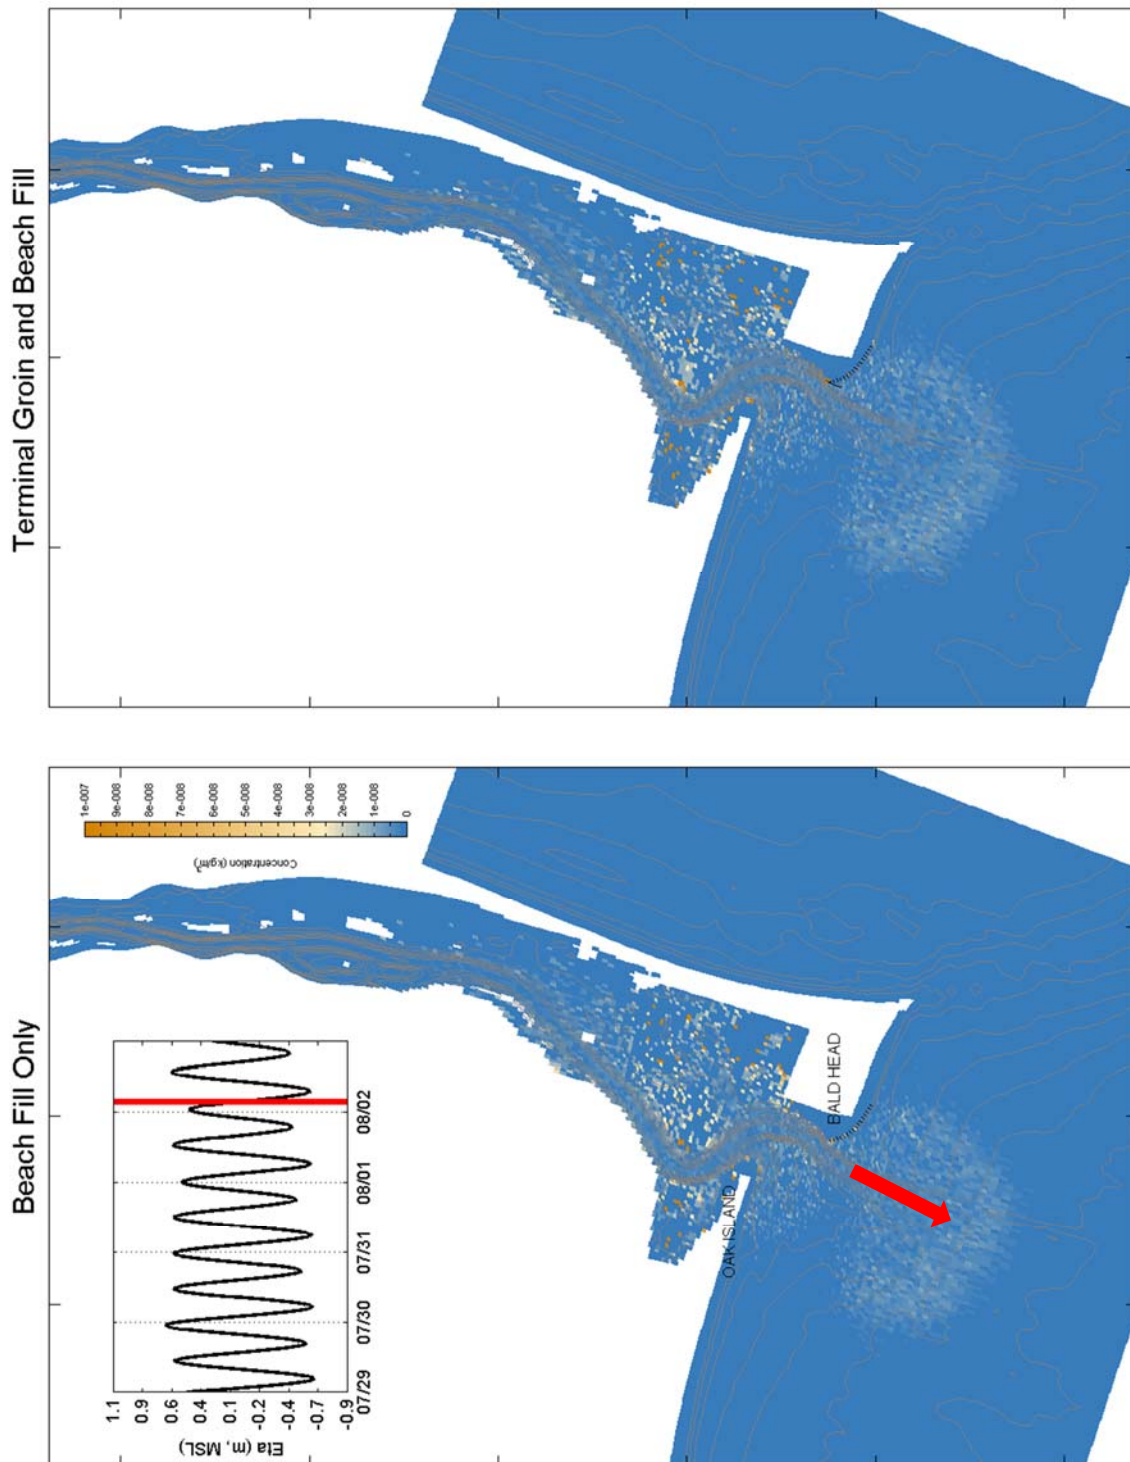 Terminal Groin and Beach Fill
Beach Fill Only
1e-007
9e-008
8e-008
7e-008
6e-008
5e-008
4e-008
3e-008
2e-008
1e-008
0
Concentration (kg/m³)
1.1
0.9
0.6
0.4
0.1
-0.2
-0.4
-0.7
-0.9
Eta (m, MSL)
07/29
07/30
07/31
08/01
08/02
OAK ISLAND
BALD HEAD